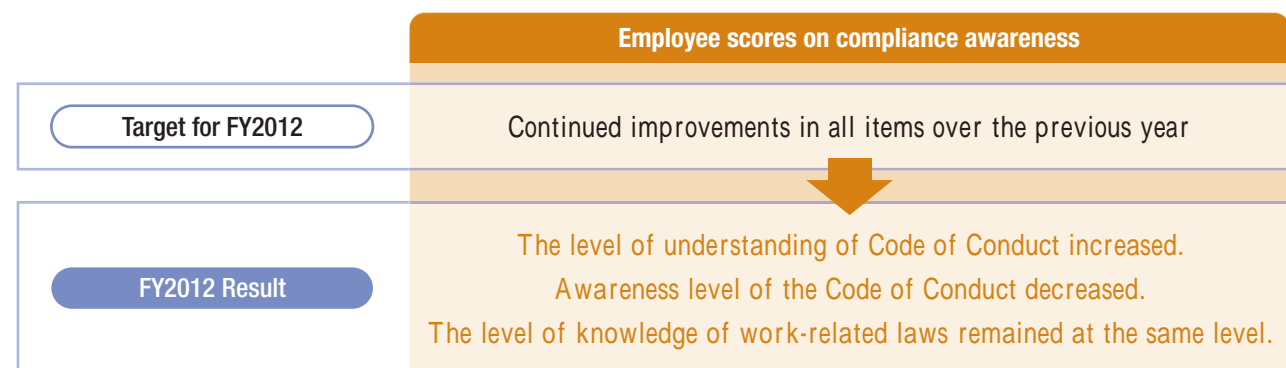 Employee scores on compliance awareness
Target for FY2012
Continued improvements in all items over the previous year
FY2012 Result
The level of understanding of Code of Conduct increased.
Awareness level of the Code of Conduct decreased.
The level of knowledge of work-related laws remained at the same level.